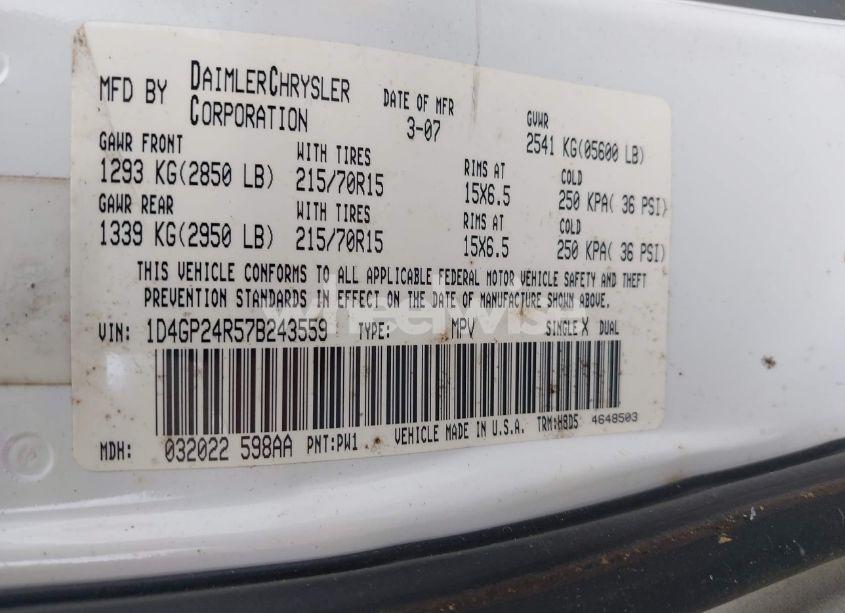 MFD BY DAIMLERCHRYSLER CORPORATION DATE OF MFR 3-07 GVWR 2541 KG(05600 LB)
GAWR FRONT WITH TIRES RIMS AT COLD
1293 KG(2850 LB) 215/70R15 15X6.5 250 KPA( 36 PSI)
GAWR REAR WITH TIRES RIMS AT COLD
1339 KG(2950 LB) 215/70R15 15X6.5 250 KPA( 36 PSI)
THIS VEHICLE CONFORMS TO ALL APPLICABLE FEDERAL MOTOR VEHICLE SAFETY AND THEFT
PREVENTION STANDARDS IN EFFECT ON THE DATE OF MANUFACTURE SHOWN ABOVE.
VIN: 1D4GP24R57B243559 TYPE: MPV SINGLE X DUAL
MDH: 032022 598AA PNT:PW1 VEHICLE MADE IN U.S.A. TRM:H8D5 4648503